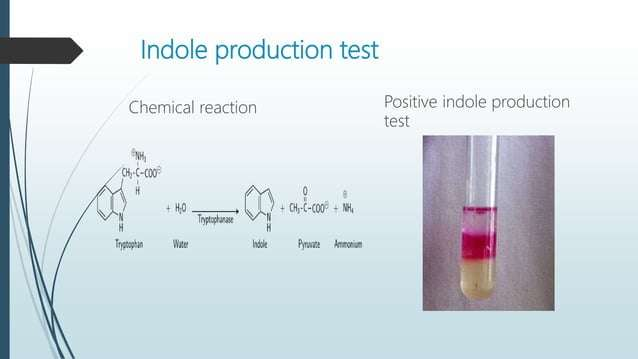 Indole production test
Chemical reaction
⊕NH₃
CH₂-C-COO⊖
H
N
H
+ H₂O
Tryptophanase
N
H
+
O
CH₃-C-COO⊖
+
⊕
NH₄
Tryptophan Water Indole Pyruvate Ammonium
Positive indole production
test